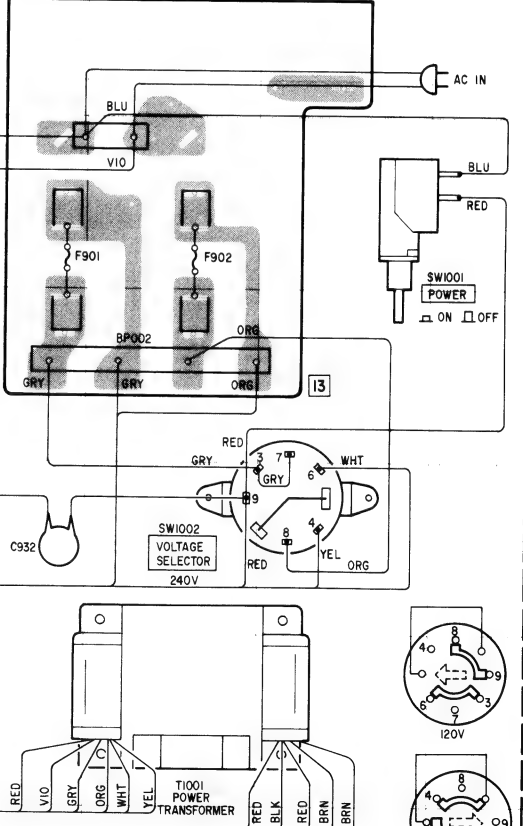 AC IN
BLU
VIO
BLU
RED
F901
F902
SW1001
POWER
ON OFF
ORG
BP002
GRY
GRY
ORG
13
RED
GRY
3
7
GRY
6
WHT
9
C932
SW1002
VOLTAGE
SELECTOR
240V
8
4
RED
YEL
ORG
8
4
9
6
3
7
120V
RED
VIO
GRY
ORG
WHT
YEL
T1001
POWER
TRANSFORMER
RED
BLK
RED
BRN
BRN
8
4
9